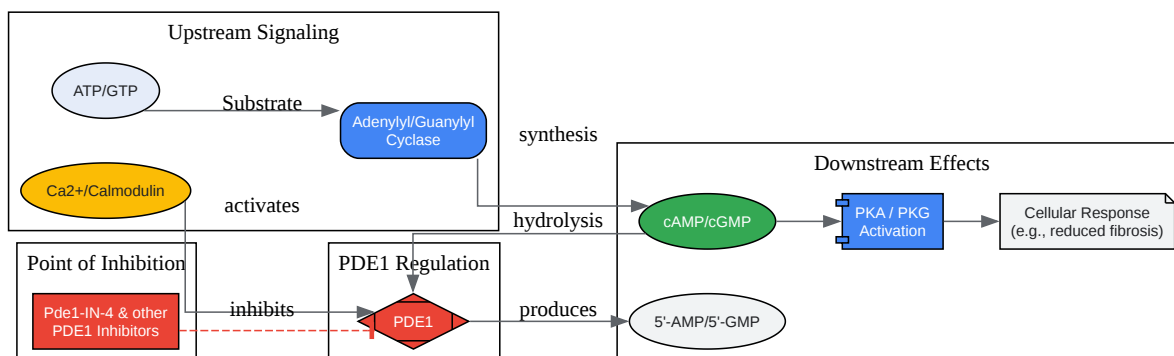 Upstream Signaling
ATP/GTP
Substrate
Adenylyl/Guanylyl
Cyclase
synthesis
Downstream Effects
Ca2+/Calmodulin
activates
hydrolysis
cAMP/cGMP
PKA / PKG
Activation
Cellular Response
(e.g., reduced fibrosis)
Point of Inhibition
PDE1 Regulation
Pde1-IN-4 & other
PDE1 Inhibitors
inhibits
PDE1
produces
5'-AMP/5'-GMP